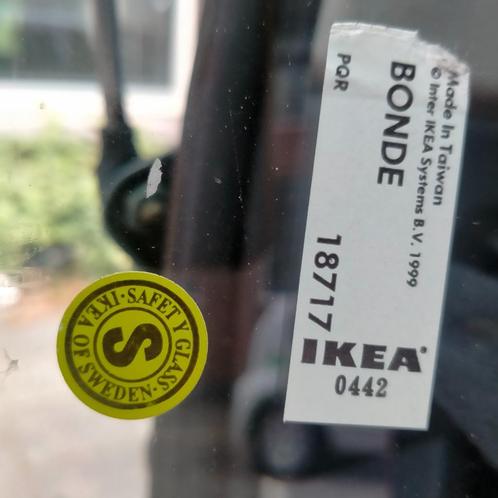 Made in Taiwan
© Inter IKEA Systems B.V. 1999
BONDE
PQR
18717
IKEA®
0442
·SAFETY GLASS·
IKEA OF SWEDEN
S